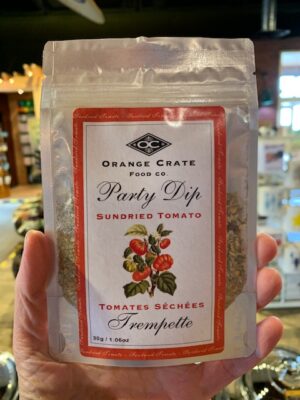 OC
ORANGE CRATE
FOOD CO.
Party Dip
SUNDRIED TOMATO
TOMATES SÉCHÉES
Trempette
30g / 1.06oz